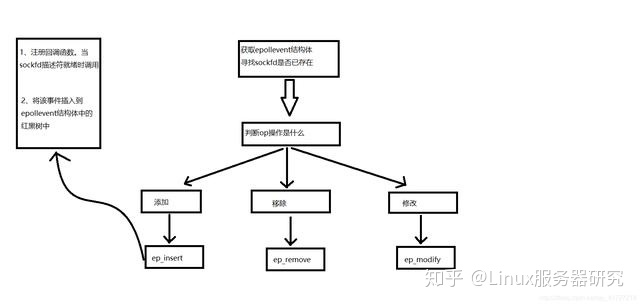 1、注册回调函数。当
sockfd描述符就绪时调用
2、将该事件插入到
epollevent结构体中的
红黑树中
获取epollevent结构体
寻找sockfd是否已存在
判断op操作是什么
添加
移除
修改
ep_insert
ep_remove
ep_modify
知乎 @Linux服务器研究